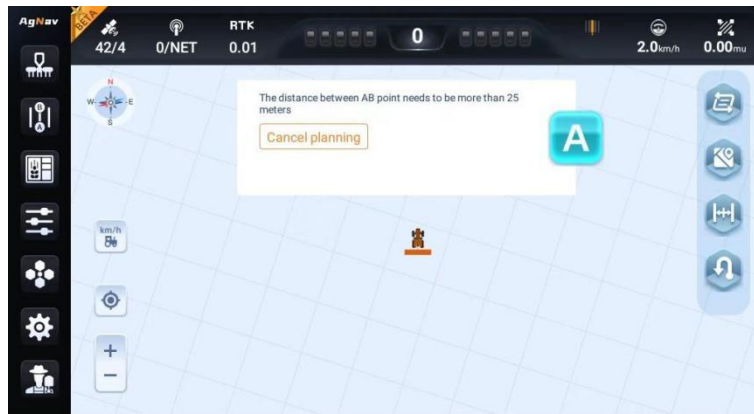 AgNav
BETA
42/4
0/NET
RTK
0.01
0
2.0km/h
0.00mu
N
W
E
S
The distance between AB point needs to be more than 25
meters
Cancel planning
A
B
A
km/h
+
−